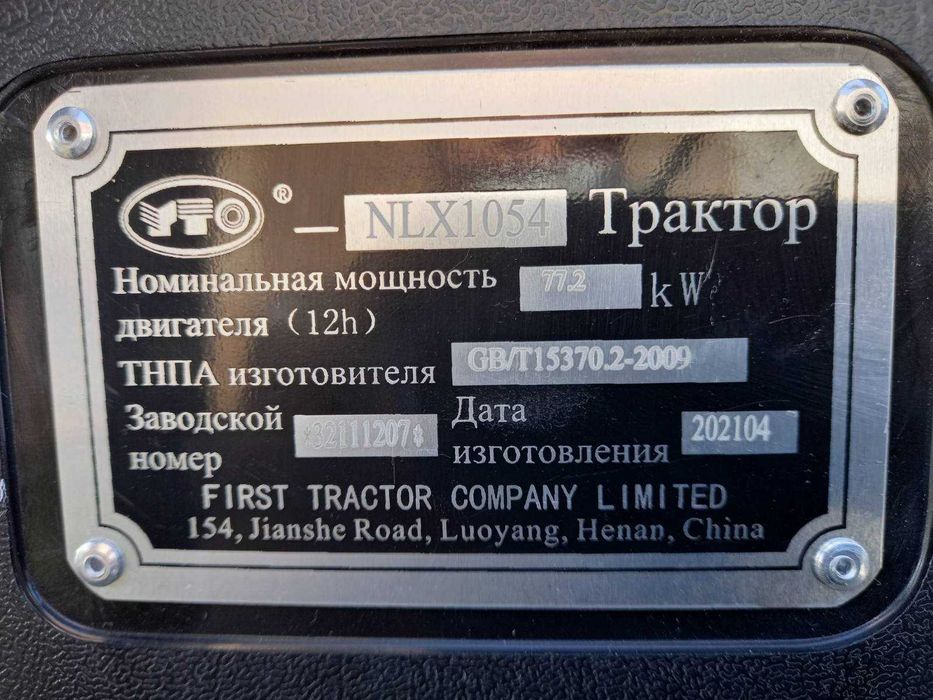 YTO ® – NLX1054 Трактор
Номинальная мощность 77.2 kW
двигателя (12h)
ТНПА изготовителя GB/T15370.2-2009
Заводской *32111207* Дата
номер изготовления 202104
FIRST TRACTOR COMPANY LIMITED
154, Jianshe Road, Luoyang, Henan, China